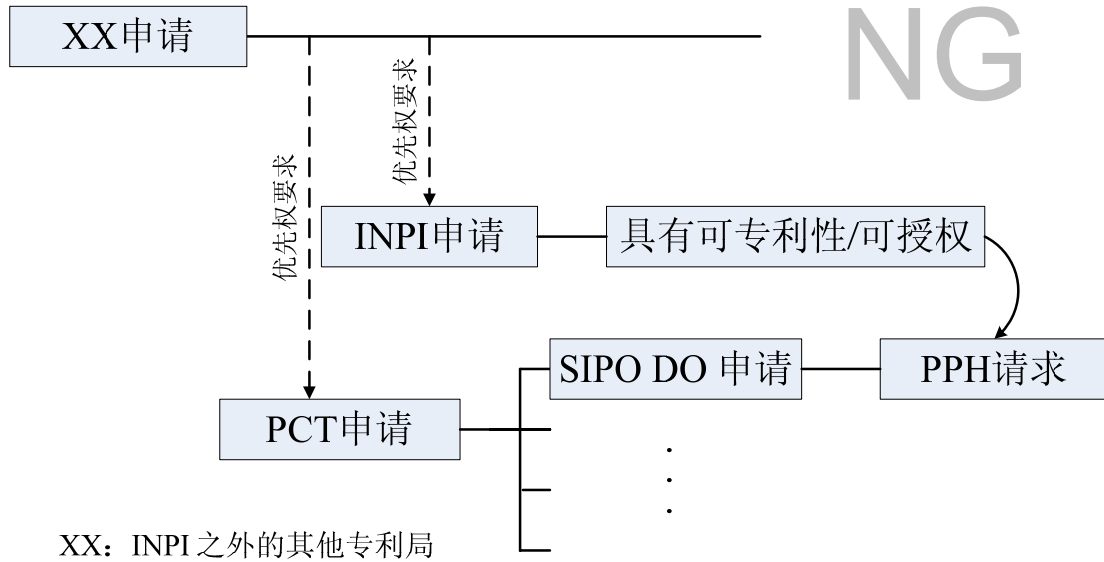 XX申请
NG
优先权要求
优先权要求
INPI申请
具有可专利性/可授权
SIPO DO 申请
PPH请求
PCT申请
XX：INPI 之外的其他专利局